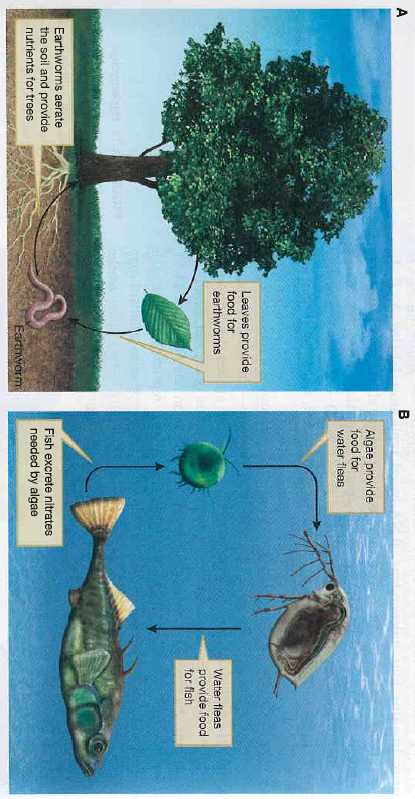 A
Leaves provide
food for
earthworms
Earthworms aerate
the soil and provide
nutrients for trees
Earthworm
B
Algae provide
food for
water fleas
Water fleas
provide food
for fish
Fish excrete nitrates
needed by algae